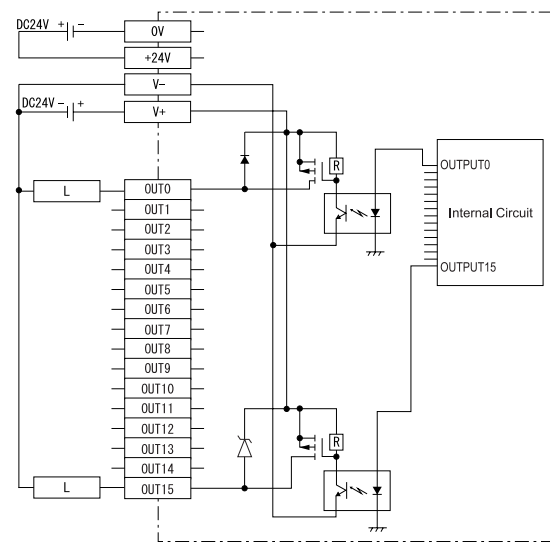 DC24V + -
0V
+24V
V-
DC24V - +
V+
R
OUTPUT0
L
OUT0
OUT1
Internal Circuit
OUT2
OUT3
OUT4
OUTPUT15
OUT5
OUT6
OUT7
OUT8
OUT9
OUT10
OUT11
OUT12
R
OUT13
OUT14
L
OUT15